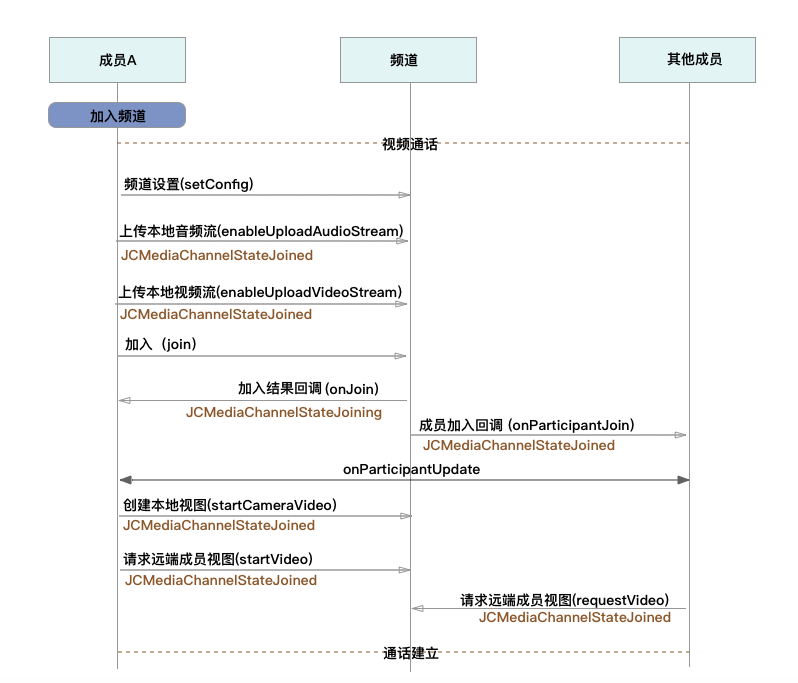 成员A
频道
其他成员
加入频道
视频通话
频道设置(setConfig)
上传本地音频流(enableUploadAudioStream)
JCMediaChannelStateJoined
上传本地视频流(enableUploadVideoStream)
JCMediaChannelStateJoined
加入（join）
加入结果回调 (onJoin)
JCMediaChannelStateJoining
成员加入回调（onParticipantJoin)
JCMediaChannelStateJoined
onParticipantUpdate
创建本地视图(startCameraVideo)
JCMediaChannelStateJoined
请求远端成员视图(startVideo)
JCMediaChannelStateJoined
请求远端成员视图(requestVideo)
JCMediaChannelStateJoined
通话建立